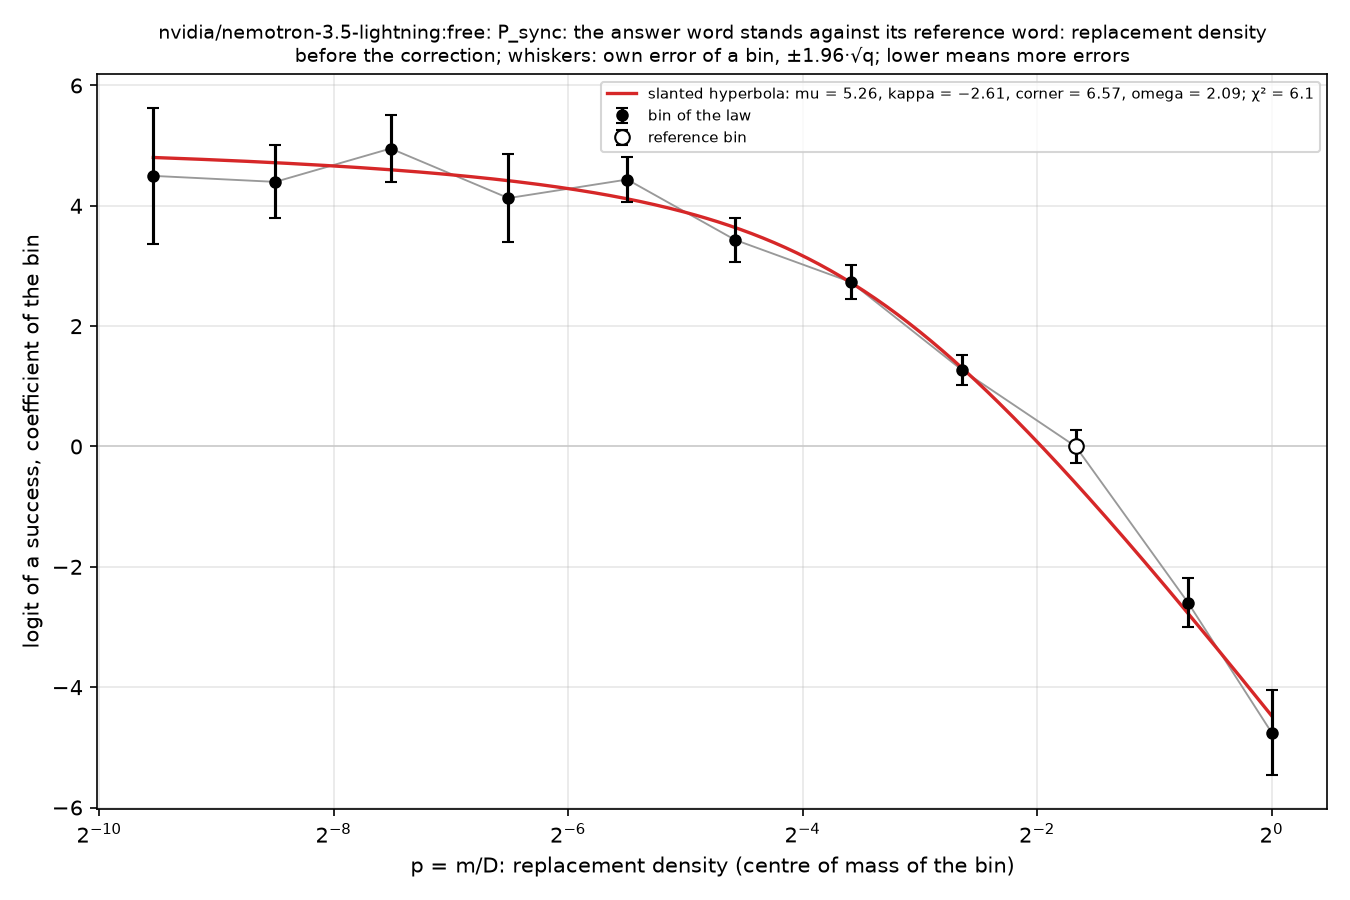 nvidia/nemotron-3.5-lightning:free: P_sync: the answer word stands against its reference word: replacement density
before the correction; whiskers: own error of a bin, ±1.96·√q; lower means more errors
slanted hyperbola: mu = 5.26, kappa = −2.61, corner = 6.57, omega = 2.09; χ² = 6.1
bin of the law
reference bin
logit of a success, coefficient of the bin
6
4
2
0
−2
−4
−6
2⁻¹⁰ 2⁻⁸ 2⁻⁶ 2⁻⁴ 2⁻² 2⁰
p = m/D: replacement density (centre of mass of the bin)